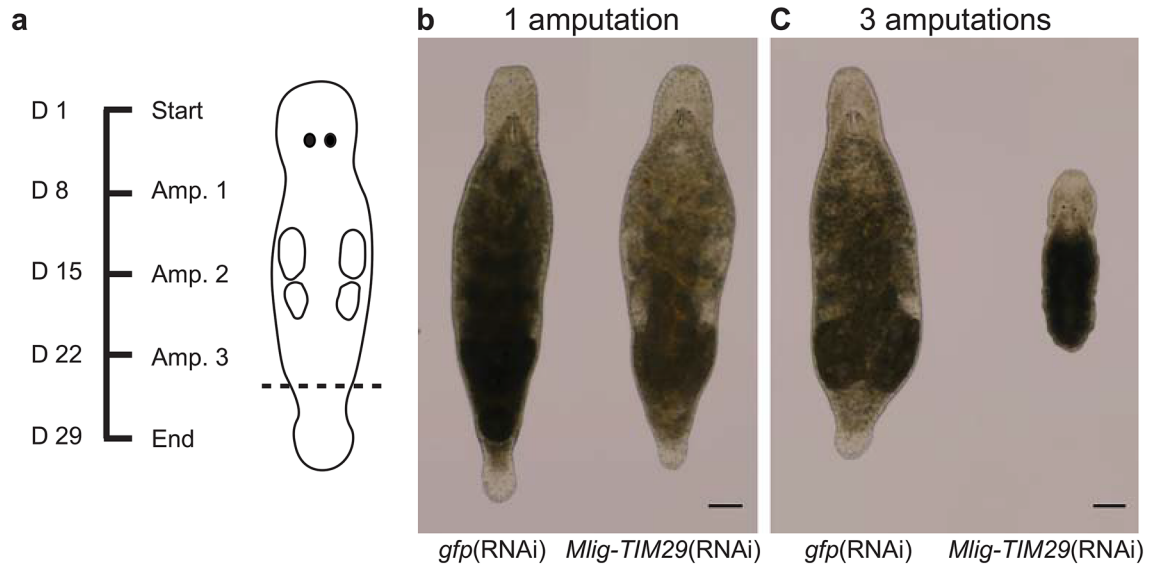 a
D 1 Start
D 8 Amp. 1
D 15 Amp. 2
D 22 Amp. 3
D 29 End
b 1 amputation
gfp(RNAi) Mlig-TIM29(RNAi)
C 3 amputations
gfp(RNAi) Mlig-TIM29(RNAi)